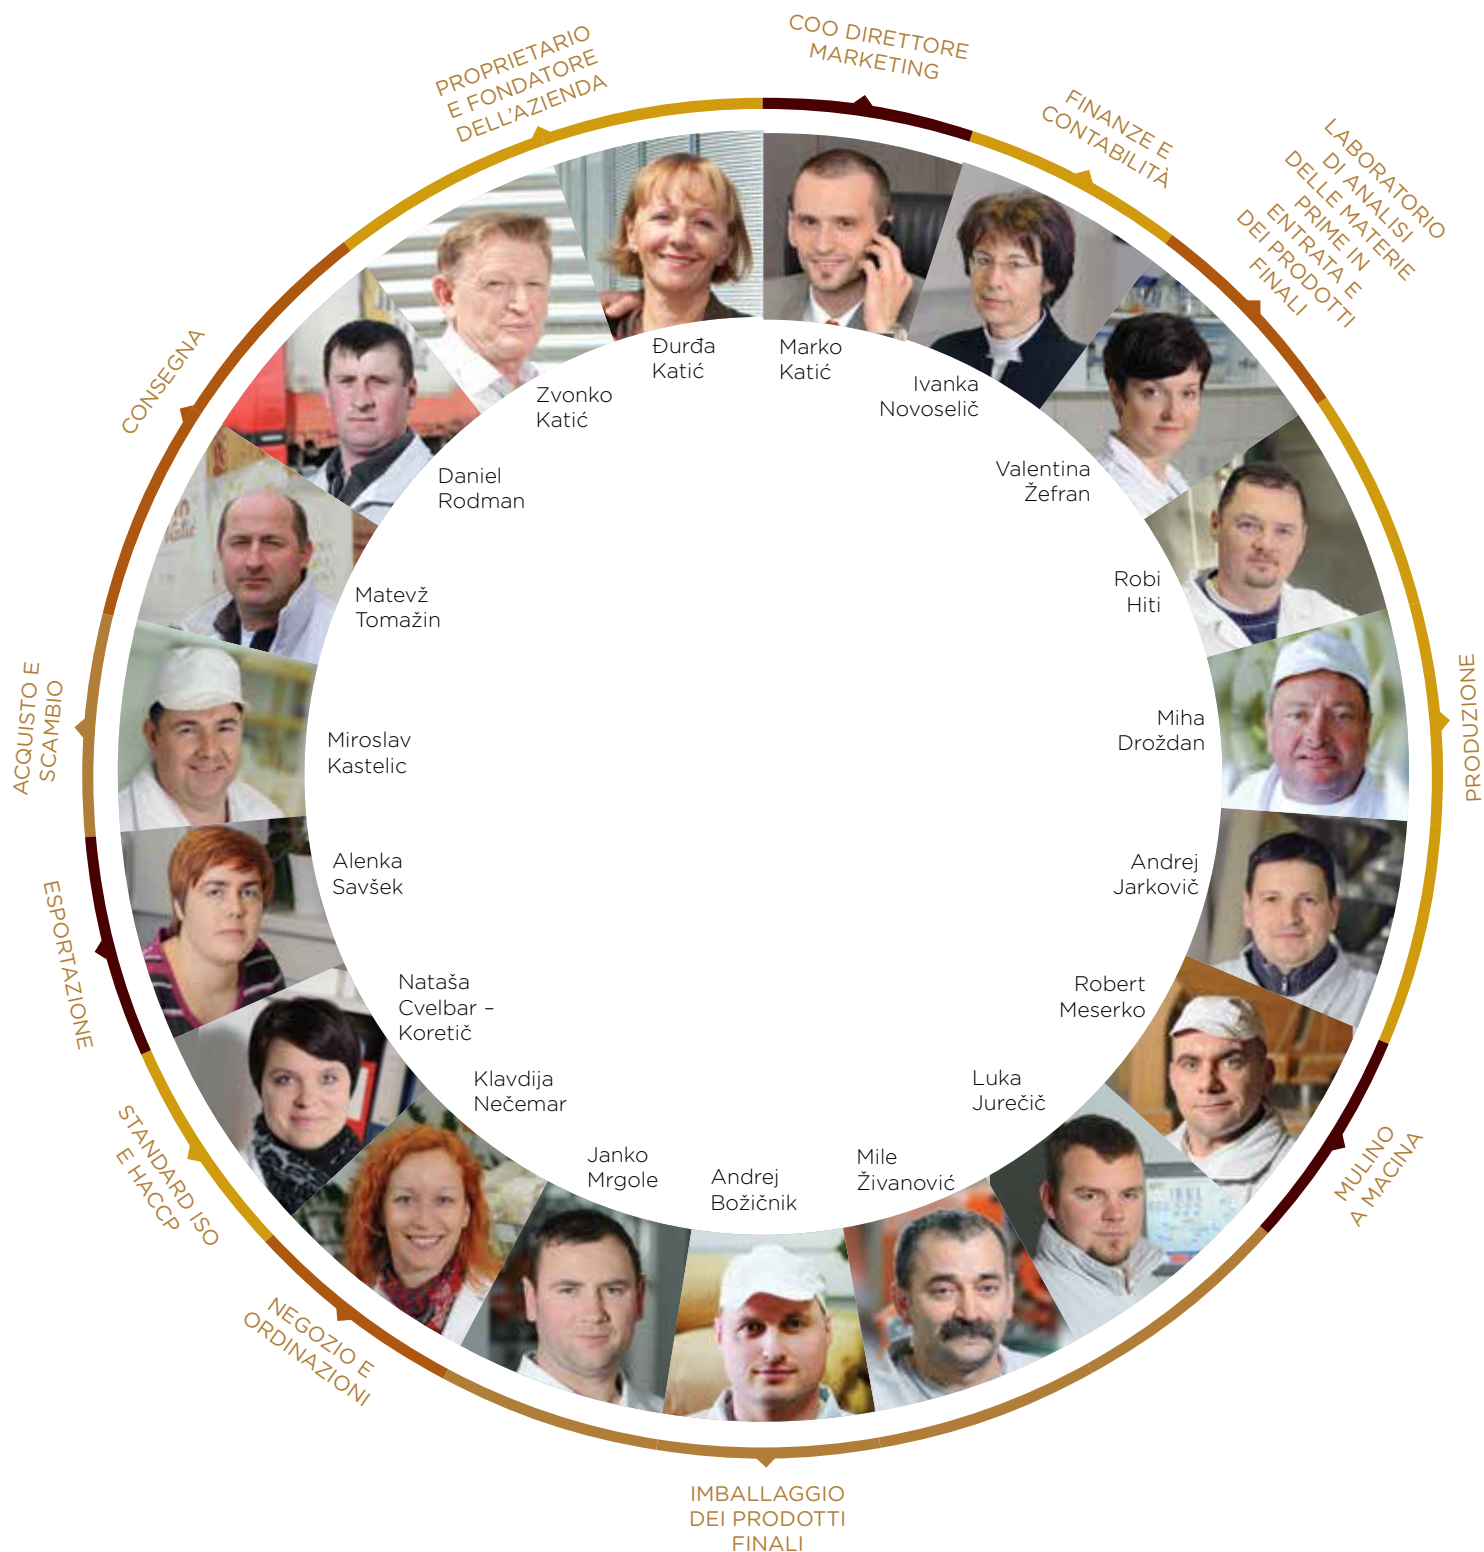 PROPRIETARIO
E FONDATORE
DELL'AZIENDA
COO DIRETTORE
MARKETING
FINANZE E
CONTABILITÀ
LABORATORIO
DI ANALISI
DELLE MATERIE
PRIME IN
ENTRATA E
DEI PRODOTTI
FINALI
PRODUZIONE
MULINO
A MACINA
IMBALLAGGIO
DEI PRODOTTI
FINALI
NEGOZIO E
ORDINAZIONI
STANDARD ISO
E HACCP
ESPORTAZIONE
ACQUISTO E
SCAMBIO
CONSEGNA
Đurđa
Katić
Marko
Katić
Ivanka
Novoselič
Valentina
Žefran
Robi
Hiti
Miha
Droždan
Andrej
Jarkovič
Robert
Meserko
Luka
Jurečič
Mile
Živanović
Andrej
Božičnik
Janko
Mrgole
Klavdija
Nečemar
Nataša
Cvelbar –
Koretič
Alenka
Savšek
Miroslav
Kastelic
Matevž
Tomažin
Daniel
Rodman
Zvonko
Katić